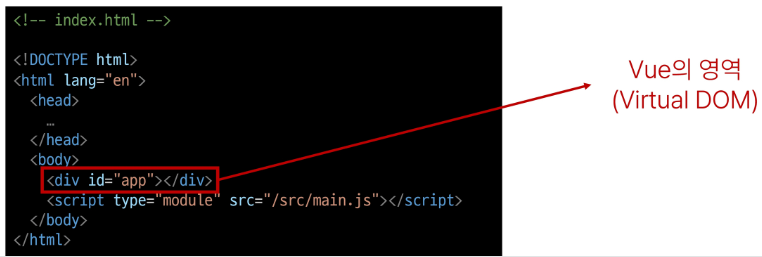 <!-- index.html -->
<!DOCTYPE html>
<html lang="en">
<head>
…
</head>
<body>
<div id="app"></div>
<script type="module" src="/src/main.js"></script>
</body>
</html>
Vue의 영역
(Virtual DOM)